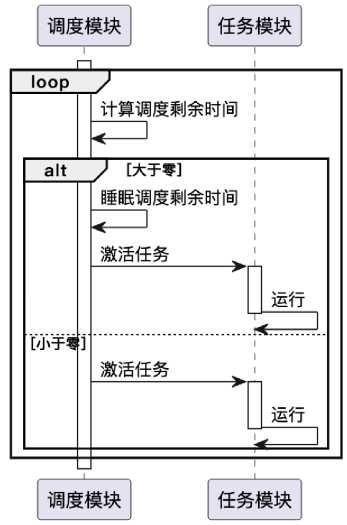 调度模块 任务模块
loop
计算调度剩余时间
alt [大于零]
睡眠调度剩余时间
激活任务
运行
[小于零]
激活任务
运行
调度模块 任务模块